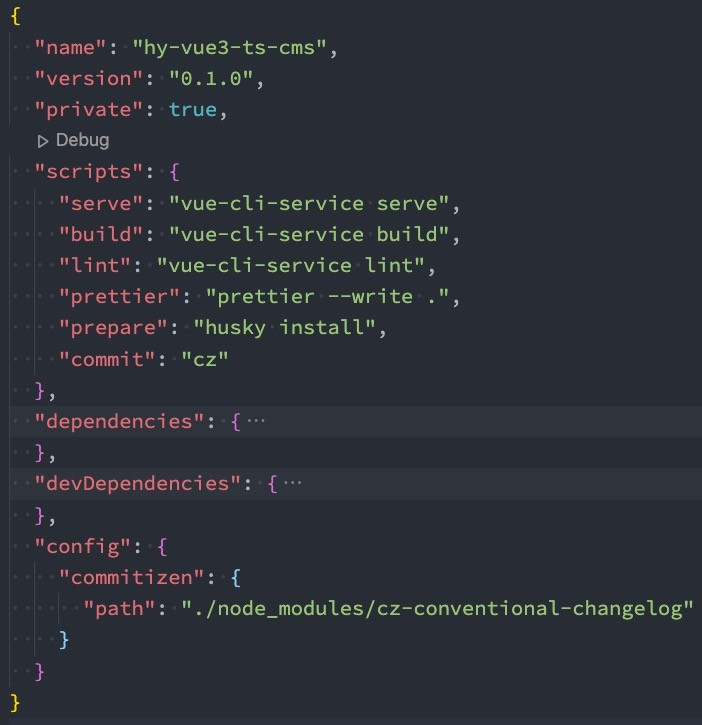 {
  "name": "hy-vue3-ts-cms",
  "version": "0.1.0",
  "private": true,
  Debug
  "scripts": {
    "serve": "vue-cli-service serve",
    "build": "vue-cli-service build",
    "lint": "vue-cli-service lint",
    "prettier": "prettier --write .",
    "prepare": "husky install",
    "commit": "cz"
  },
  "dependencies": {···
  },
  "devDependencies": {···
  },
  "config": {
    "commitizen": {
      "path": "./node_modules/cz-conventional-changelog"
    }
  }
}